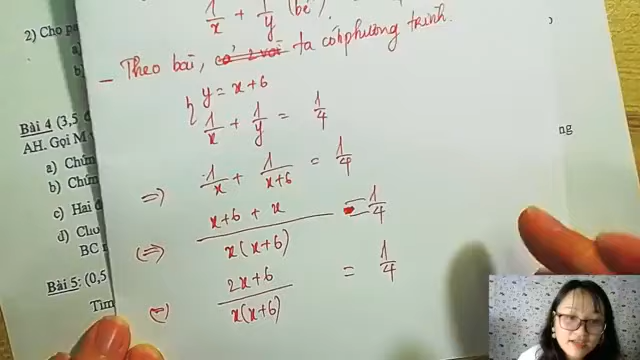 2) Cho
a)
b)
Bài 4 (3,5
AH. Gọi M
a) Chứn
b) Chứn
c) Hai
d) Cho
BC
Bài 5: (0,5
Tìm
ng
1/x + 1/y (bể).
- Theo bài, ta có phương trình.
{ y = x+6
1/x + 1/y = 1/4
=> 1/x + 1/(x+6) = 1/4
(=) (x+6 + x)/(x(x+6)) = 1/4
(=) (2x+6)/(x(x+6)) = 1/4